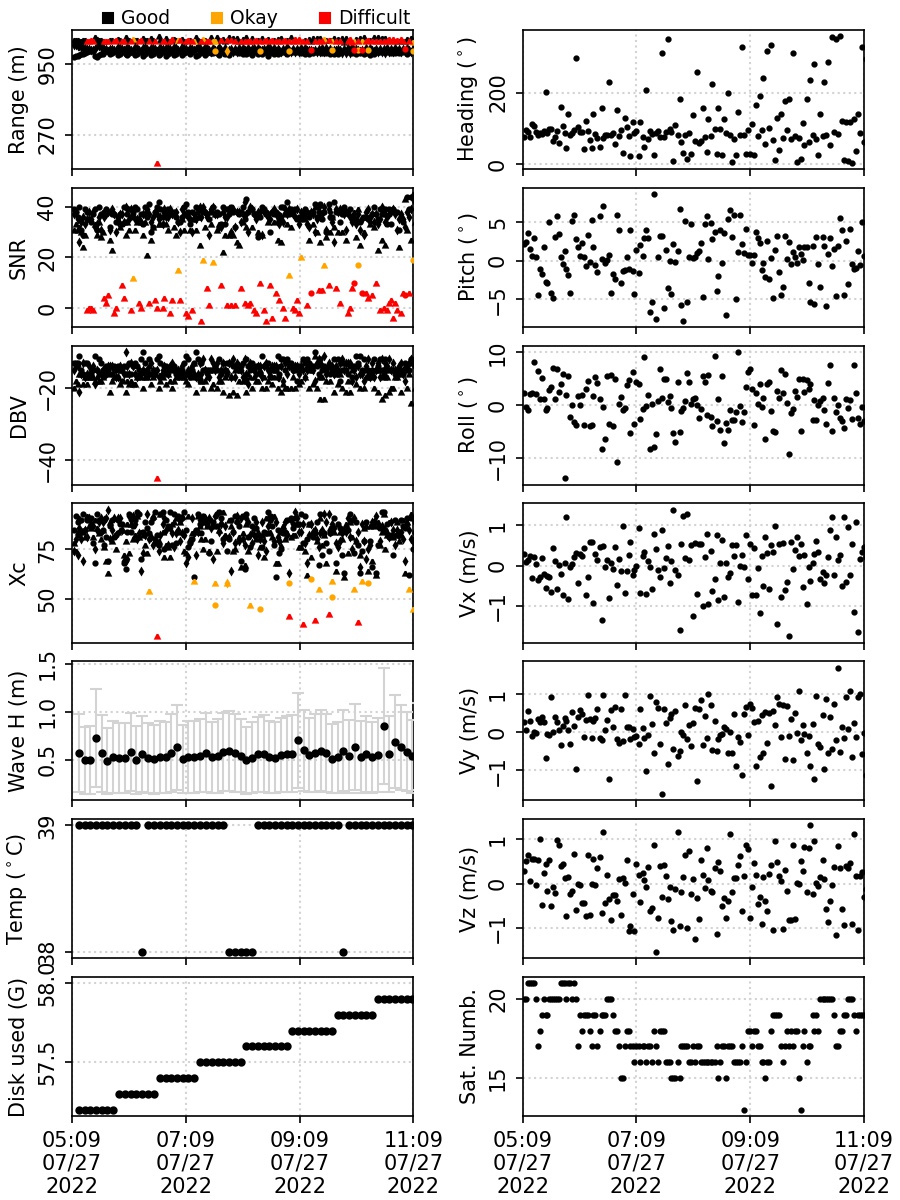 Good Okay Difficult
Range (m)
950
270
Heading (°)
200
0
SNR
40
20
0
Pitch (°)
5
0
−5
DBV
−20
−40
Roll (°)
10
0
−10
Xc
75
50
Vx (m/s)
1
0
−1
Wave H (m)
1.5
1.0
0.5
Vy (m/s)
1
0
−1
Temp (°C)
39
38
Vz (m/s)
1
0
−1
Disk used (G)
58.0
57.5
Sat. Numb.
20
15
05:09 07:09 09:09 11:09
07/27 07/27 07/27 07/27
2022 2022 2022 2022
05:09 07:09 09:09 11:09
07/27 07/27 07/27 07/27
2022 2022 2022 2022